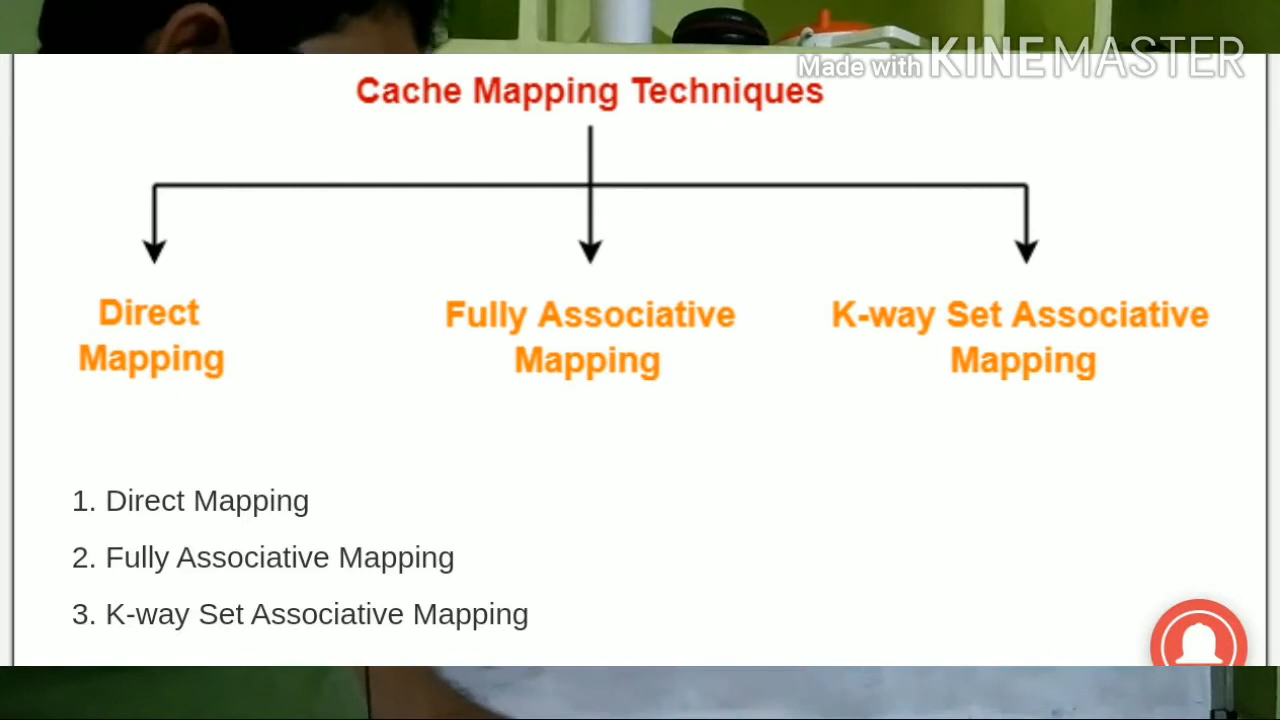 Made with KINEMASTER
Cache Mapping Techniques
Direct
Mapping
Fully Associative
Mapping
K-way Set Associative
Mapping
1. Direct Mapping
2. Fully Associative Mapping
3. K-way Set Associative Mapping